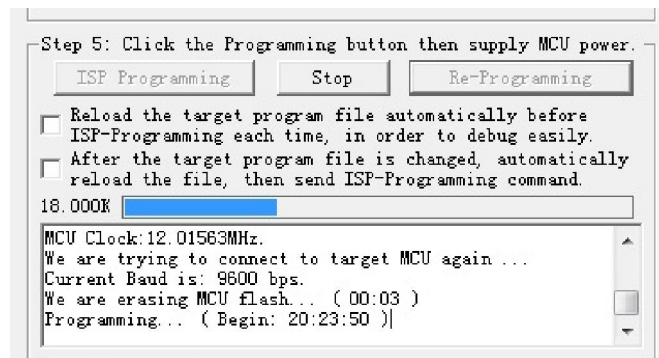 Step 5: Click the Programming button then supply MCU power.
ISP Programming Stop Re-Programming
Reload the target program file automatically before
ISP-Programming each time, in order to debug easily.
After the target program file is changed, automatically
reload the file, then send ISP-Programming command.
18.000K
MCU Clock:12.01563MHz.
We are trying to connect to target MCU again ...
Current Baud is: 9600 bps.
We are erasing MCU flash... ( 00:03 )
Programming... ( Begin: 20:23:50 )